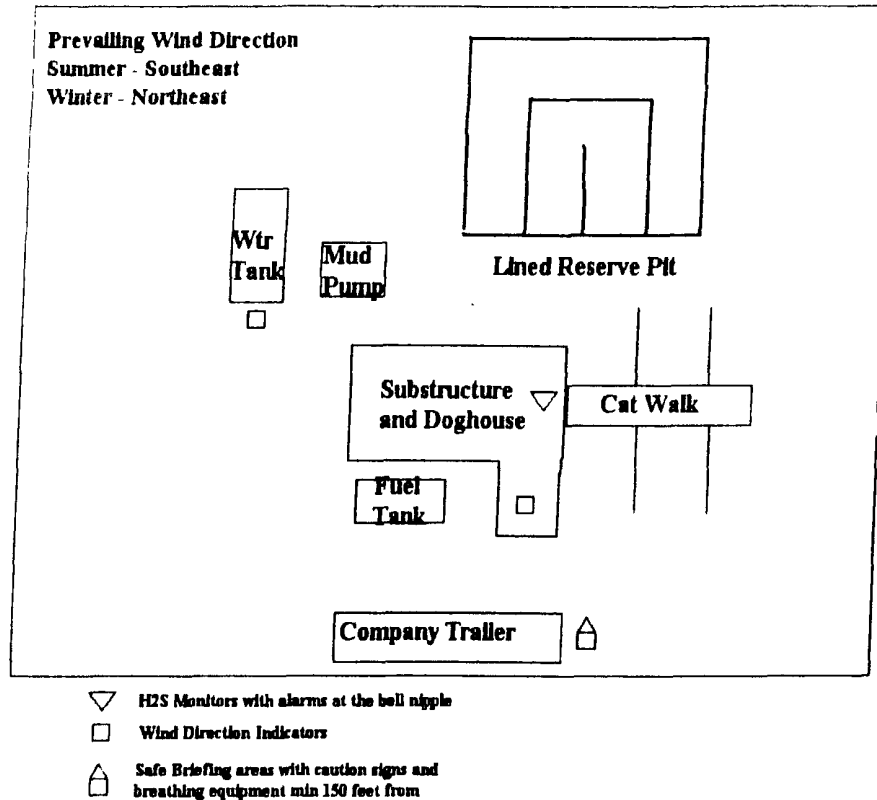 Prevailing Wind Direction
Summer - Southeast
Winter - Northeast
Wtr
Tank
Mud
Pump
Lined Reserve Pit
Substructure
and Doghouse
Cat Walk
Fuel
Tank
Company Trailer
H2S Monitors with alarms at the bell nipple
Wind Direction Indicators
Safe Briefing areas with caution signs and
breathing equipment min 150 feet from